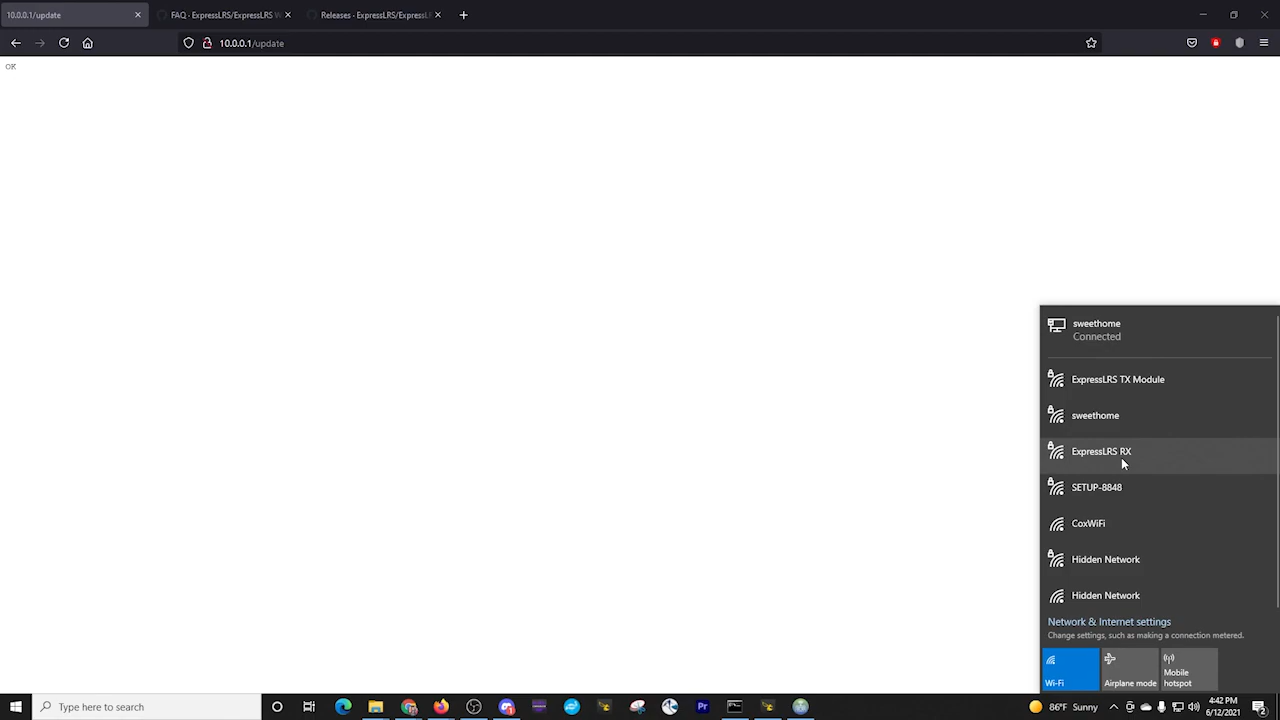 10.0.0.1/update
FAQ · ExpressLRS/ExpressLRS W
Releases · ExpressLRS/ExpressLR
10.0.0.1/update
OK
sweethome
Connected
ExpressLRS TX Module
sweethome
ExpressLRS RX
SETUP-8848
CoxWiFi
Hidden Network
Hidden Network
Network & Internet settings
Change settings, such as making a connection metered.
Wi-Fi
Airplane mode
Mobile
hotspot
Type here to search
86°F Sunny
4:42 PM
6/12/2021
2